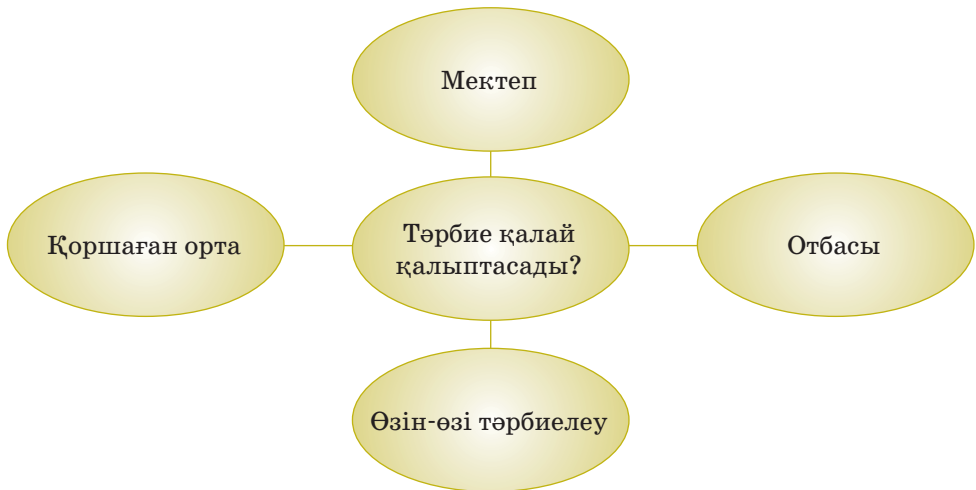 Мектеп
Қоршаған орта
Тәрбие қалай
қалыптасады?
Отбасы
Өзін-өзі тәрбиелеу